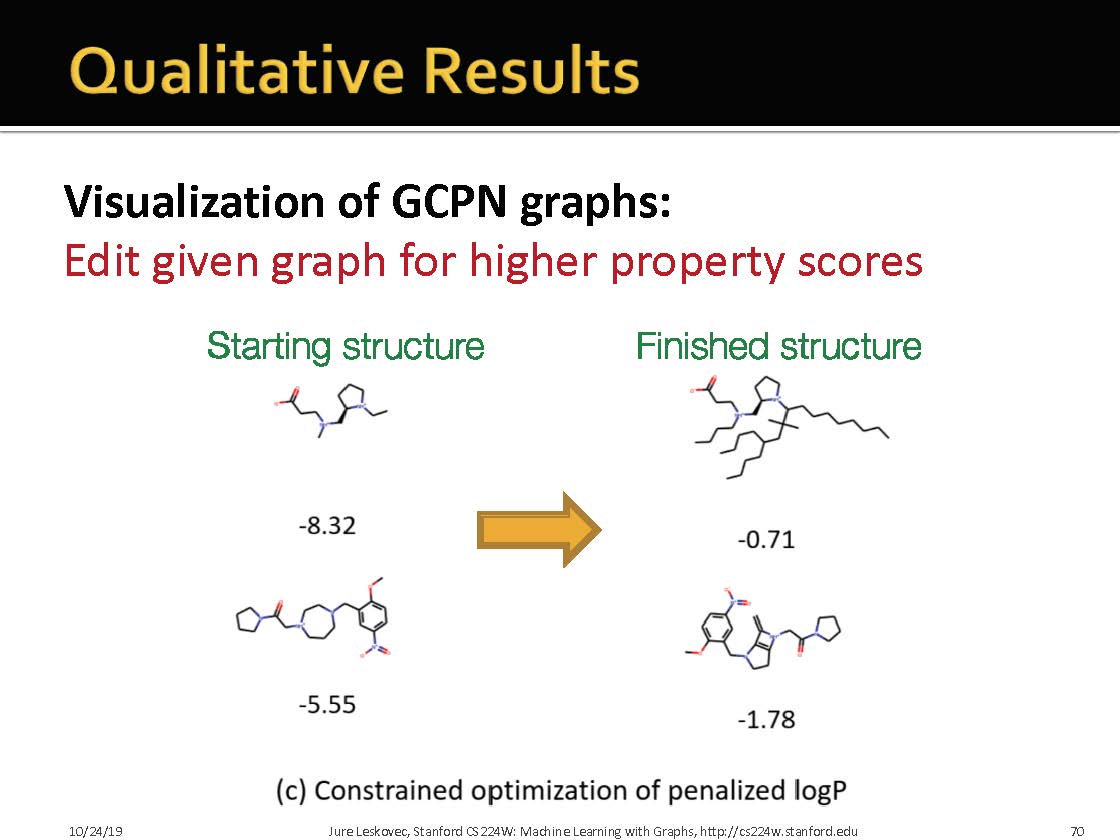 Qualitative Results
Visualization of GCPN graphs:
Edit given graph for higher property scores
Starting structure
Finished structure
-8.32
-0.71
-5.55
-1.78
(c) Constrained optimization of penalized logP
10/24/19
Jure Leskovec, Stanford CS224W: Machine Learning with Graphs, http://cs224w.stanford.edu
70